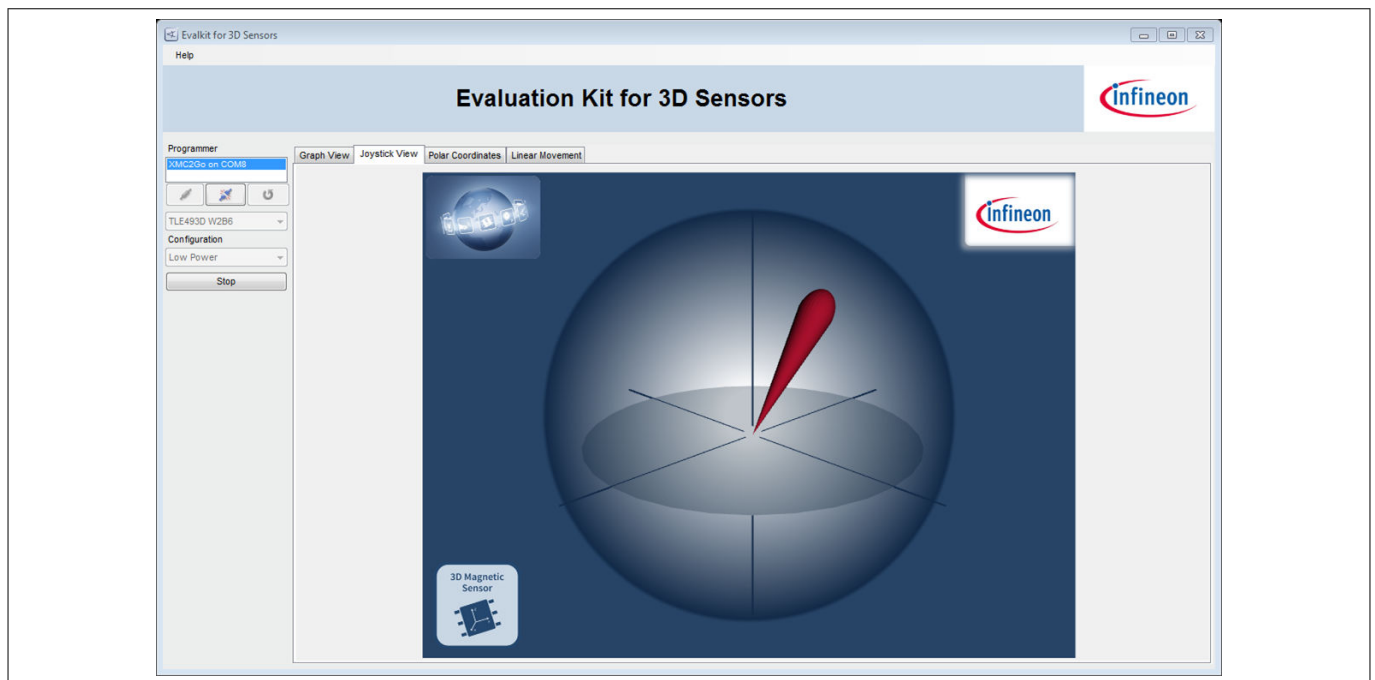 Evalkit for 3D Sensors
Help
Evaluation Kit for 3D Sensors
infineon
Programmer
XMC2Go on COM8
TLE493D W2B6
Configuration
Low Power
Stop
Graph View Joystick View Polar Coordinates Linear Movement
infineon
3D Magnetic
Sensor